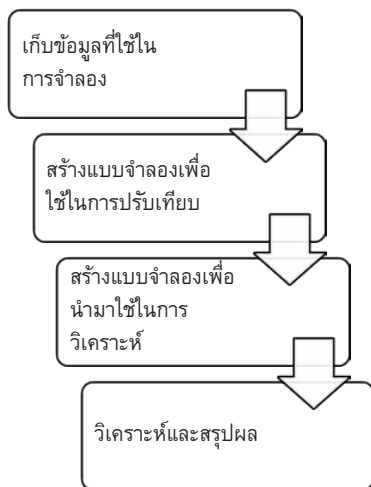 เก็บข้อมูลที่ใช้ใน
การจำลอง
สร้างแบบจำลองเพื่อ
ใช้ในการปรับเทียบ
สร้างแบบจำลองเพื่อ
นำมาใช้ในการ
วิเคราะห์
วิเคราะห์และสรุปผล